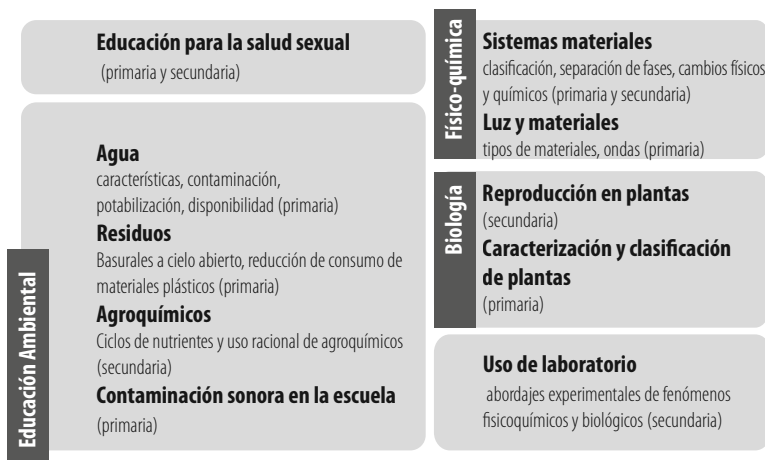 Educación para la salud sexual
(primaria y secundaria)
Educación Ambiental
Agua
características, contaminación,
potabilización, disponibilidad (primaria)
Residuos
Basurales a cielo abierto, reducción de consumo de
materiales plásticos (primaria)
Agroquímicos
Ciclos de nutrientes y uso racional de agroquímicos
(secundaria)
Contaminación sonora en la escuela
(primaria)
Físico-química
Sistemas materiales
clasificación, separación de fases, cambios físicos
y químicos (primaria y secundaria)
Luz y materiales
tipos de materiales, ondas (primaria)
Biología
Reproducción en plantas
(secundaria)
Caracterización y clasificación
de plantas
(primaria)
Uso de laboratorio
abordajes experimentales de fenómenos
fisicoquímicos y biológicos (secundaria)